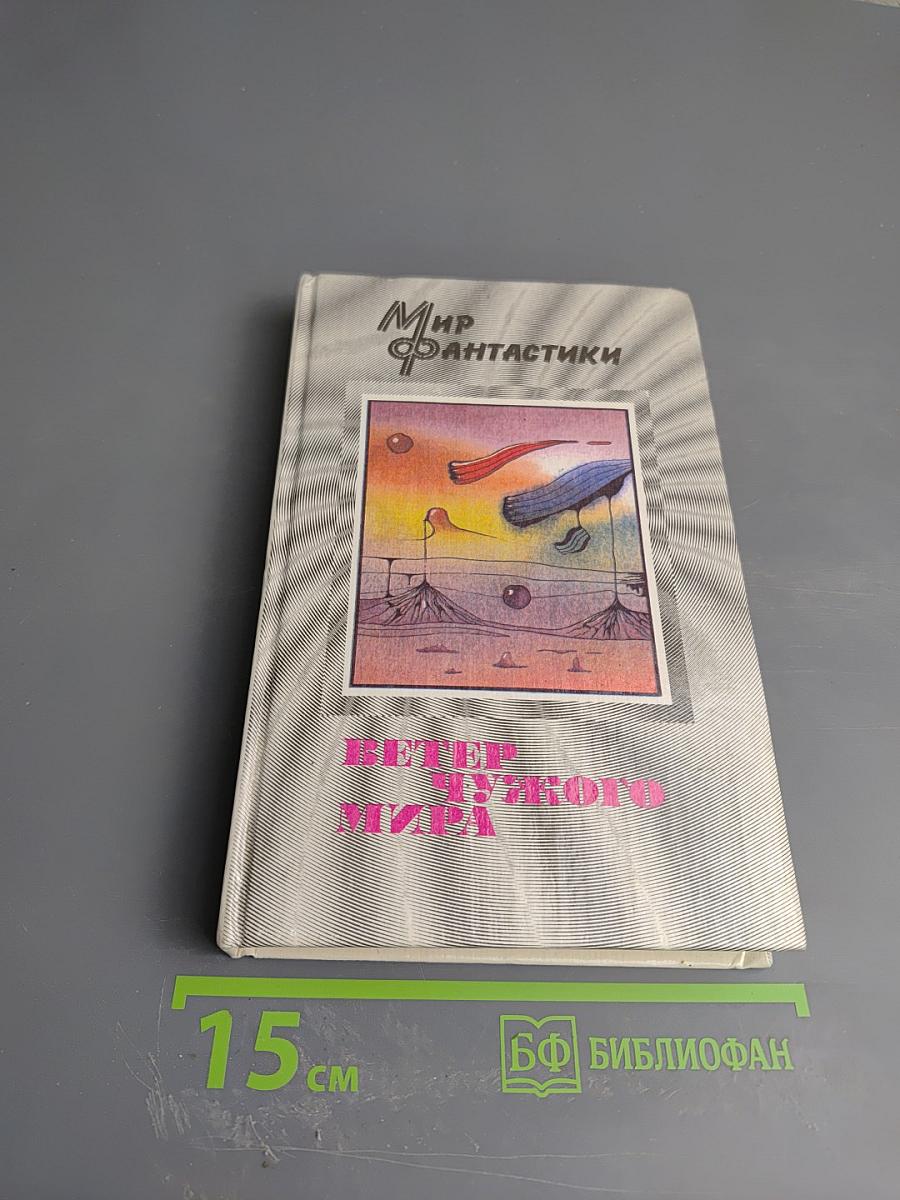 Мир
Фантастики
ВЕТЕР
ЧУЖОГО
МИРА
15 см
БФ БИБЛИОФАН